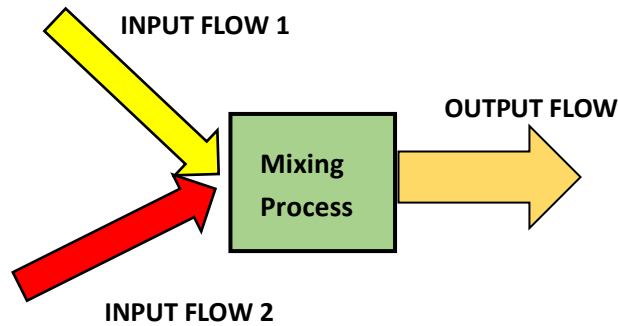 INPUT FLOW 1
OUTPUT FLOW
Mixing
Process
INPUT FLOW 2